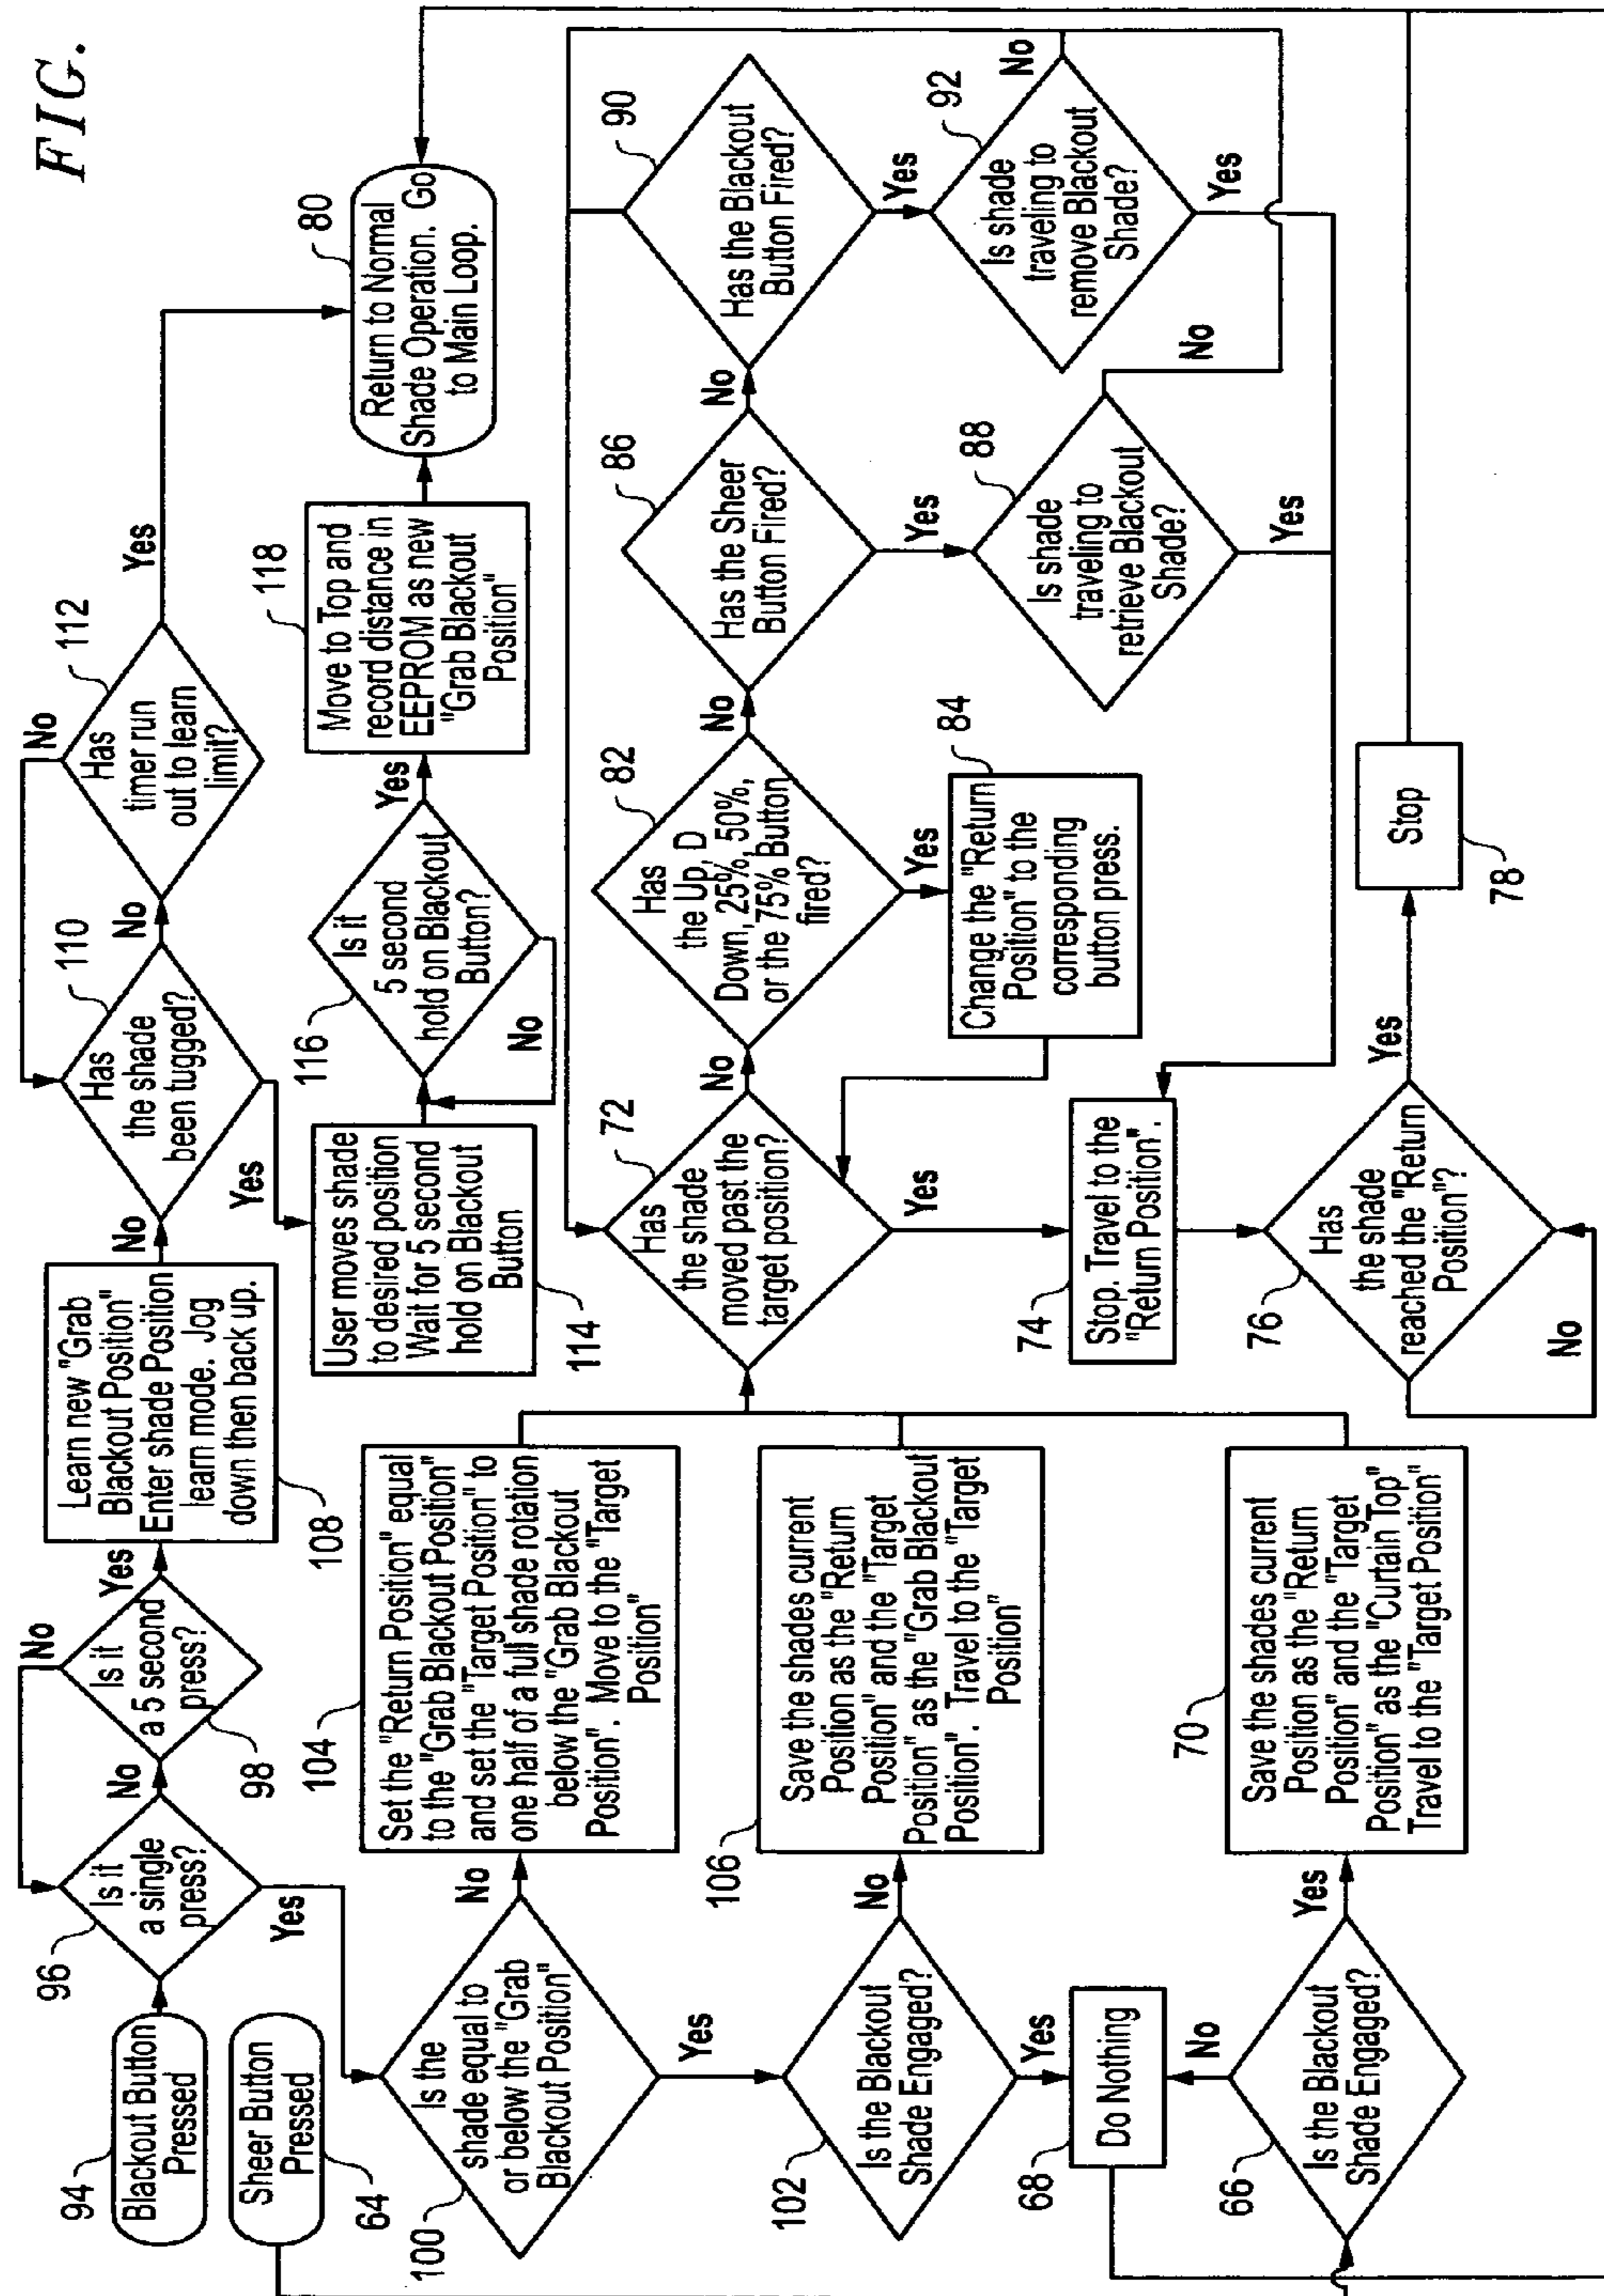 FIG.
94
Blackout Button
Pressed
96
Is it
a single
press?
No
No
98
Is it
a 5 second
press?
Yes
Learn new "Grab
Blackout Position"
Enter shade Position
learn mode. Jog
down then back up.
108
No
110
Has
the shade
been tugged?
No
No
112
Has
timer run
out to learn
limit?
Yes
Sheer Button
Pressed
64
Yes
Yes
User moves shade
to desired position
Wait for 5 second
hold on Blackout
Button
114
116
Is it
5 second
hold on Blackout
Button?
No
Yes
118
Move to Top and
record distance in
EEPROM as new
"Grab Blackout
Position"
80
Return to Normal
Shade Operation. Go
to Main Loop.
100
Is the
shade equal to
or below the "Grab
Blackout Position"
No
Yes
104
Set the "Return Position" equal
to the "Grab Blackout Position"
and set the "Target Position" to
one half of a full shade rotation
below the "Grab Blackout
Position". Move to the "Target
Position"
72
Has
the shade
moved past the
target position?
No
Yes
82
Has
the Up, D
Down, 25%, 50%,
or the 75% Button
fired?
No
Yes
86
Has the Sheer
Button Fired?
No
Yes
90
Has the Blackout
Button Fired?
Yes
84
Change the "Return
Position" to the
corresponding
button press.
88
Is shade
traveling to
retrieve Blackout
Shade?
No
Yes
92
Is shade
traveling to
remove Blackout
Shade?
No
Yes
102
Is the Blackout
Shade Engaged?
No
Yes
106
Save the shades current
Position as the "Return
Position" and the "Target
Position" as the "Grab Blackout
Position". Travel to the "Target
Position"
74
Stop. Travel to the
"Return Position".
68
Do Nothing
No
66
Is the Blackout
Shade Engaged?
Yes
70
Save the shades current
Position as the "Return
Position" and the "Target
Position" as the "Curtain Top"
Travel to the "Target Position"
76
Has
the shade
reached the "Return
Position"?
No
Yes
Stop
78